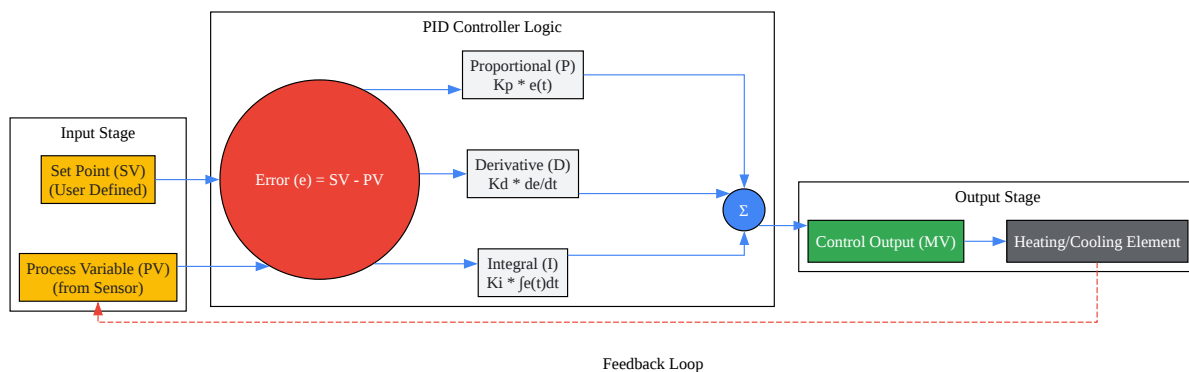 PID Controller Logic
Proportional (P)
Kp * e(t)
Input Stage
Set Point (SV)
(User Defined)
Error (e) = SV - PV
Derivative (D)
Kd * de/dt
Σ
Output Stage
Control Output (MV)
Heating/Cooling Element
Process Variable (PV)
(from Sensor)
Integral (I)
Ki * ∫e(t)dt
Feedback Loop